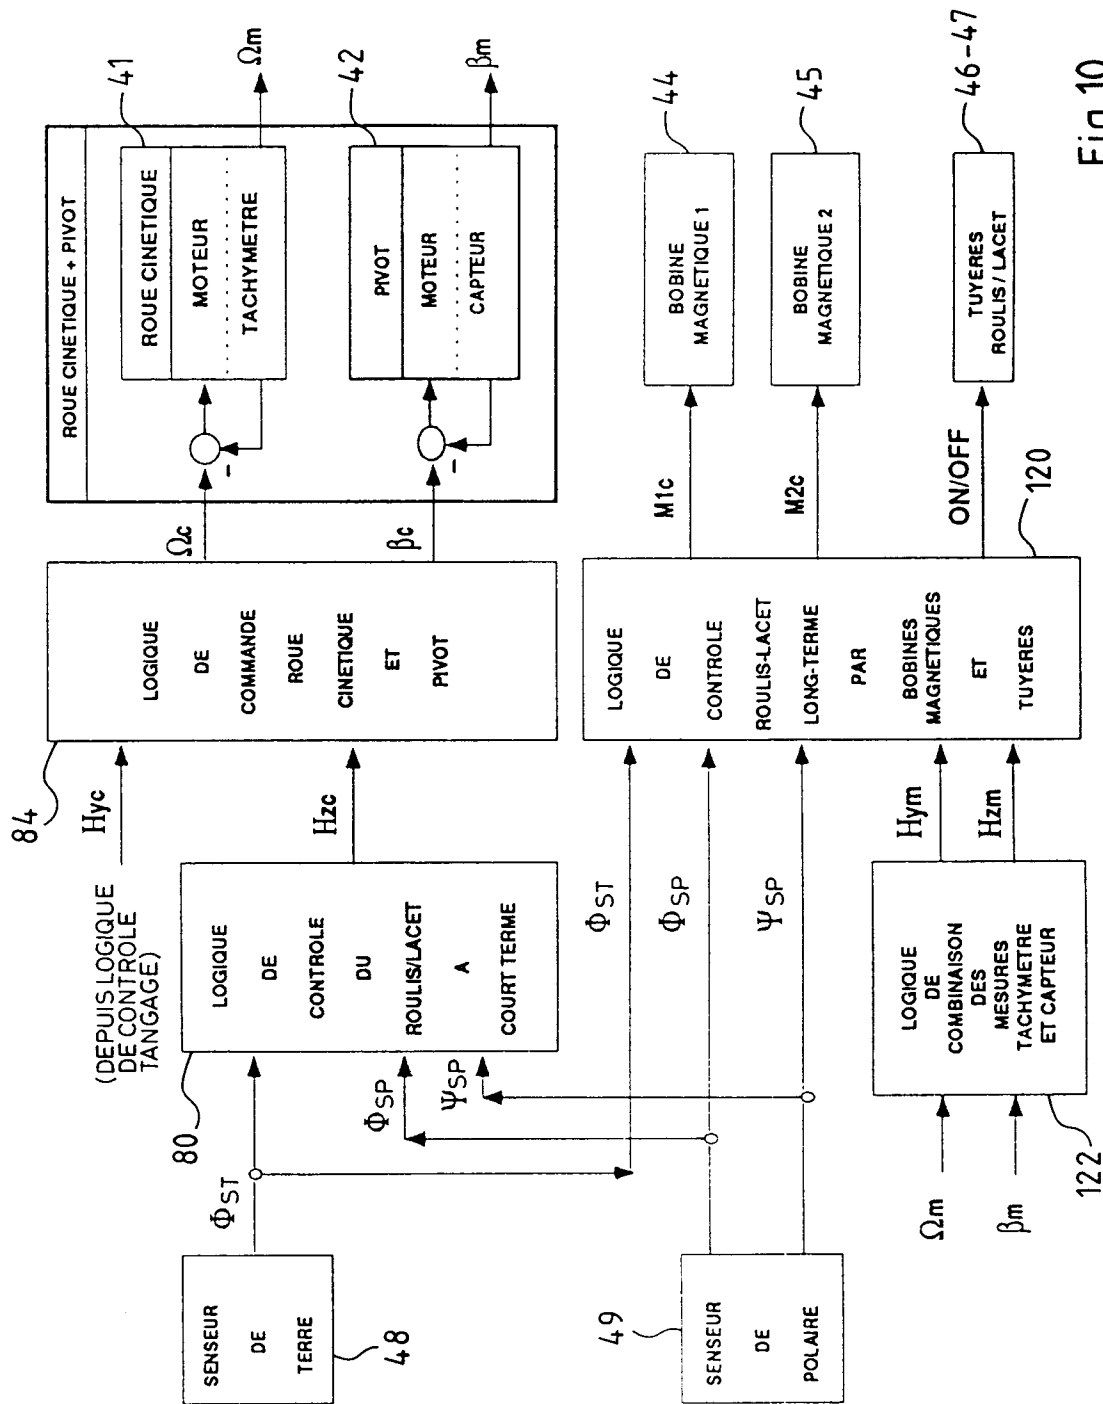 SENSEUR
DE
TERRE
48
ΦST
SENSEUR
DE
POLAIRE
49
(DEPUIS LOGIQUE
DE CONTROLE
TANGAGE)
Hyc
80
LOGIQUE
DE
CONTROLE
DU
ROULIS/LACET
A
COURT TERME
ΦSP
ΨSP
Hzc
84
LOGIQUE
DE
COMMANDE
ROUE
CINETIQUE
ET
PIVOT
Ωc
βc
ROUE CINETIQUE + PIVOT
41
ROUE CINETIQUE
MOTEUR
TACHYMETRE
-
Ωm
42
PIVOT
MOTEUR
CAPTEUR
-
βm
ΦST
ΦSP
ΨSP
Ωm
βm
122
LOGIQUE
DE
COMBINAISON
DES
MESURES
TACHYMETRE
ET CAPTEUR
Hym
Hzm
LOGIQUE
DE
CONTROLE
ROULIS-LACET
LONG-TERME
PAR
BOBINES
MAGNETIQUES
ET
TUYERES
120
M1c
M2c
ON/OFF
BOBINE
MAGNETIQUE 1
44
BOBINE
MAGNETIQUE 2
45
TUYERES
ROULIS / LACET
46-47
Fig.10